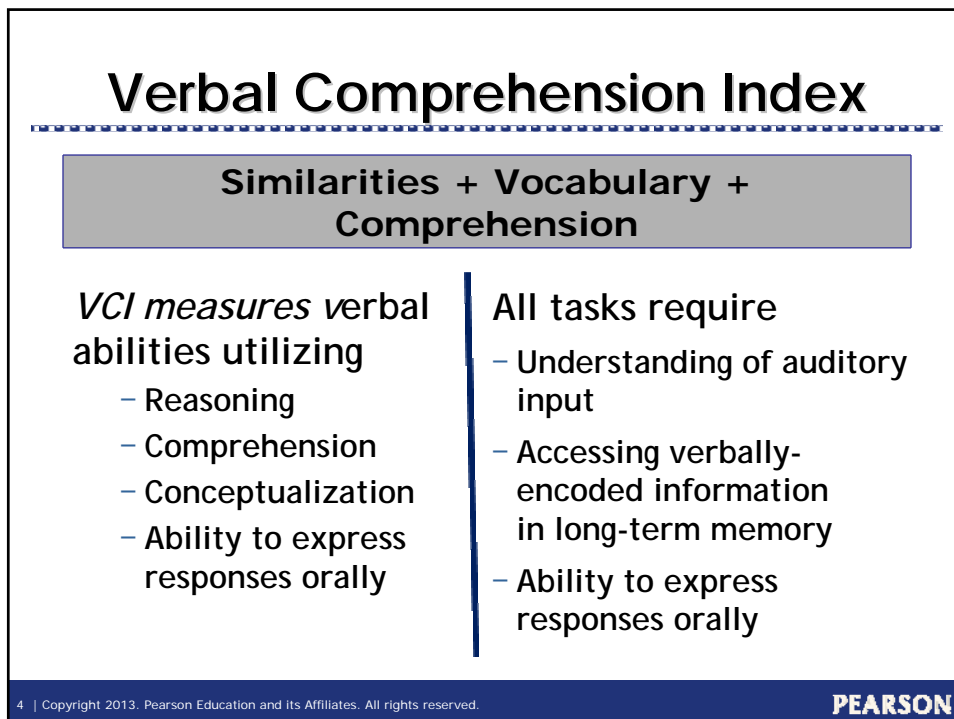 Verbal Comprehension Index
Similarities + Vocabulary +
Comprehension
VCI measures verbal
abilities utilizing
– Reasoning
– Comprehension
– Conceptualization
– Ability to express
responses orally
All tasks require
– Understanding of auditory
input
– Accessing verbally-
encoded information
in long-term memory
– Ability to express
responses orally
4 | Copyright 2013. Pearson Education and its Affiliates. All rights reserved.
PEARSON